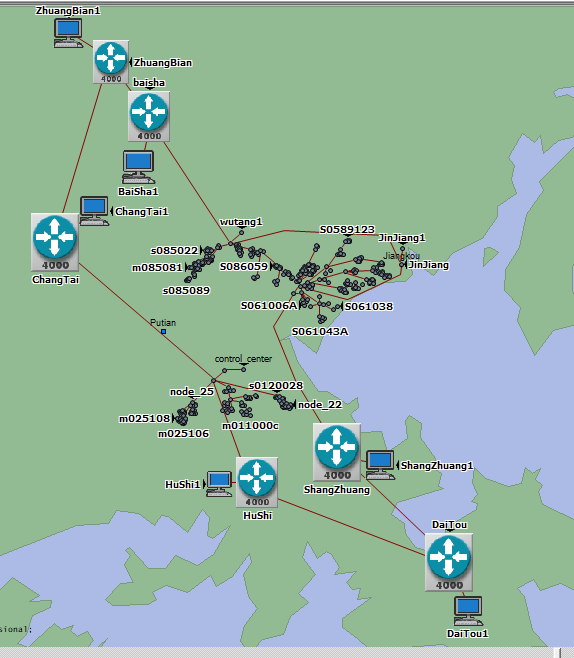 ZhuangBian1
ZhuangBian
4000
baisha
4000
BaiSha1
ChangTai1
4000
ChangTai
wutang1
S0589123
JinJiang1
s085022
Jiangkou
m085081
S086059
JinJiang
s085089
S061006A
S061038
Putian
S061043A
control_center
node_25
s0120028
node_22
m025108
m011000c
m025106
4000
ShangZhuang1
ShangZhuang
HuShi1
4000
HuShi
DaiTou
4000
DaiTou1
sional;